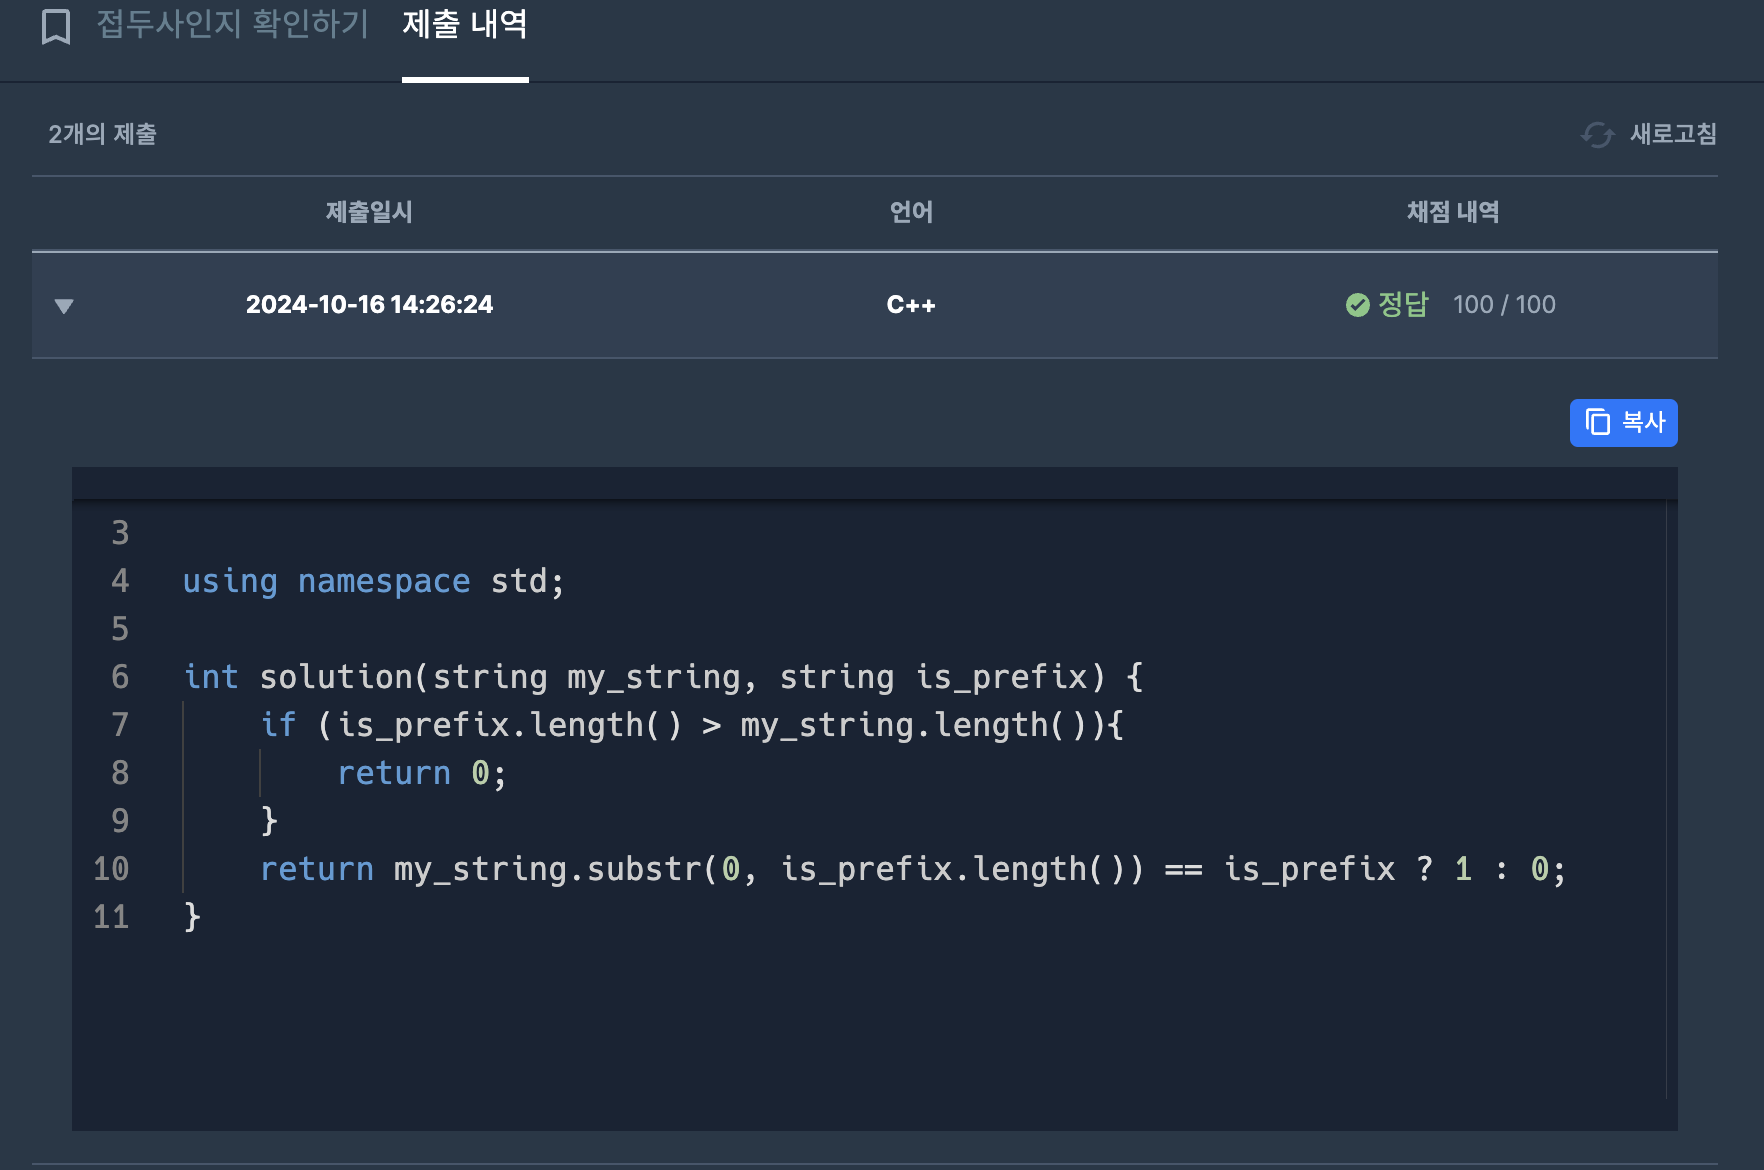 접두사인지 확인하기 제출 내역
2개의 제출 새로고침
제출일시 언어 채점 내역
2024-10-16 14:26:24 C++ 정답 100 / 100
복사
3
4 using namespace std;
5
6 int solution(string my_string, string is_prefix) {
7 if (is_prefix.length() > my_string.length()){
8 return 0;
9 }
10 return my_string.substr(0, is_prefix.length()) == is_prefix ? 1 : 0;
11 }